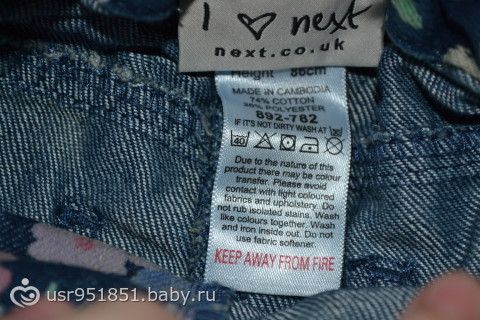 I ♡ next
next.co.uk
Height 86cm
MADE IN CAMBODIA
74% COTTON
POLYESTER
892-782
IF IT'S NOT DIRTY WASH AT 30
40
Due to the nature of this
product there may be colour
transfer. Please avoid
contact with light coloured
fabrics and upholstery. Do
not rub isolated stains. Wash
like colours together. Wash
and iron inside out. Do not
use fabric softener.
KEEP AWAY FROM FIRE
usr951851.baby.ru